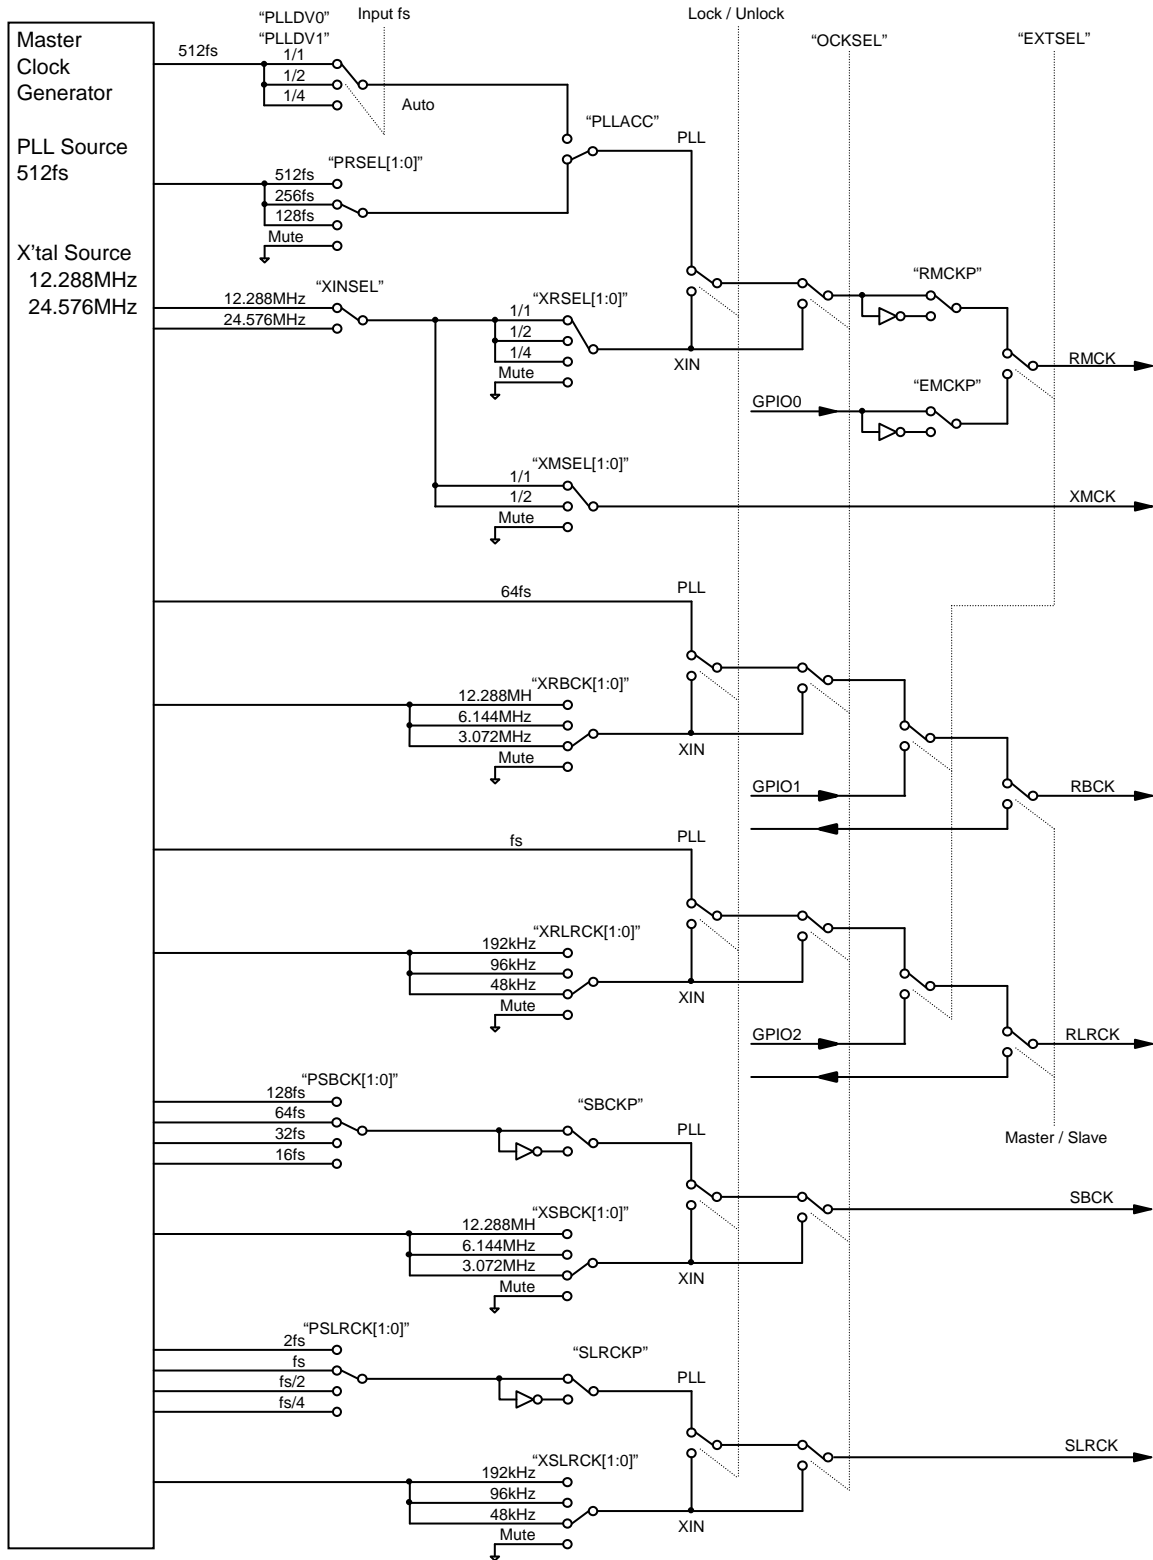 “PLLDV0”
Input fs
Lock / Unlock
“PLLDV1”
“OCKSEL”
“EXTSEL”
Master
Clock
Generator
PLL Source
512fs
X’tal Source
12.288MHz
24.576MHz
512fs
1/1
1/2
1/4
Auto
“PLLACC”
PLL
“PRSEL[1:0]”
512fs
256fs
128fs
Mute
“XINSEL”
12.288MHz
24.576MHz
“XRSEL[1:0]”
1/1
1/2
1/4
Mute
XIN
“RMCKP”
RMCK
GPIO0
“EMCKP”
“XMSEL[1:0]”
1/1
1/2
Mute
XMCK
64fs
PLL
“XRBCK[1:0]”
12.288MH
6.144MHz
3.072MHz
Mute
XIN
GPIO1
RBCK
fs
PLL
“XRLRCK[1:0]”
192kHz
96kHz
48kHz
Mute
XIN
GPIO2
RLRCK
“PSBCK[1:0]”
128fs
64fs
32fs
16fs
“SBCKP”
PLL
Master / Slave
“XSBCK[1:0]”
12.288MH
6.144MHz
3.072MHz
Mute
XIN
SBCK
“PSLRCK[1:0]”
2fs
fs
fs/2
fs/4
“SLRCKP”
PLL
“XSLRCK[1:0]”
192kHz
96kHz
48kHz
Mute
XIN
SLRCK